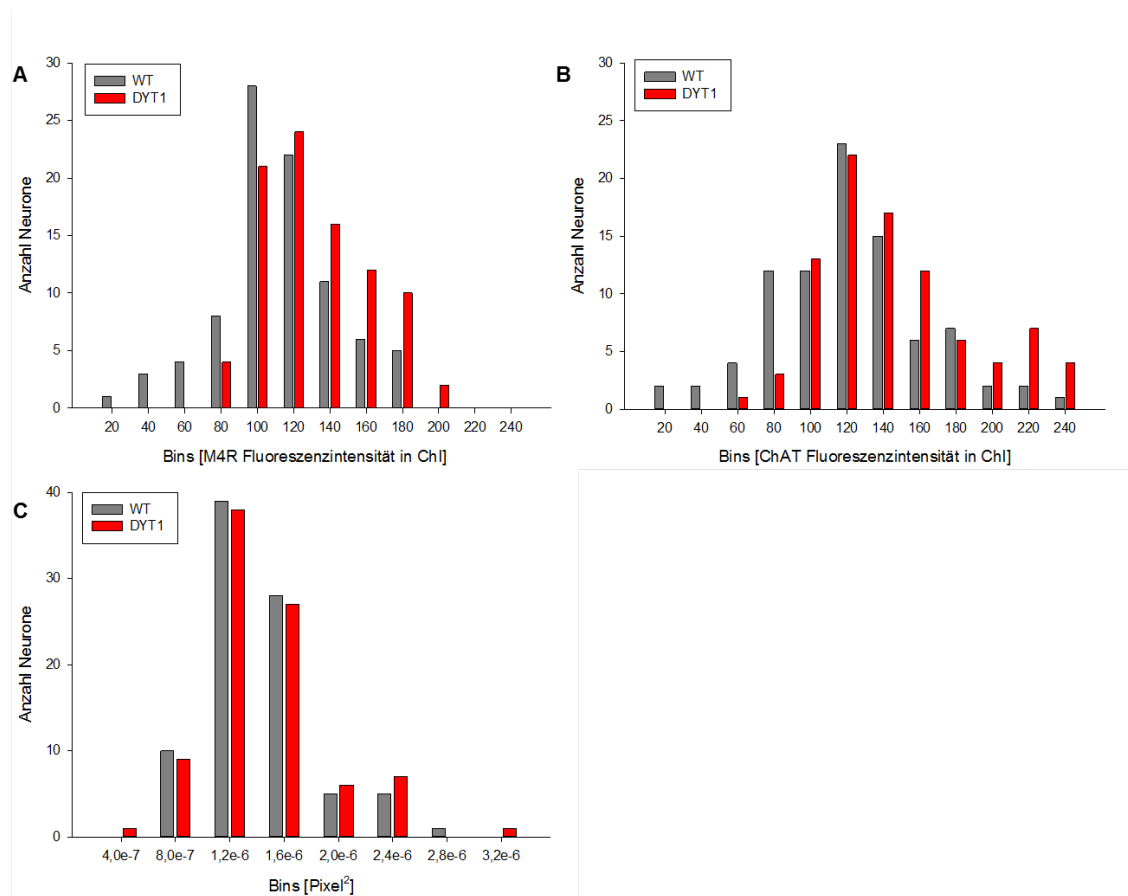 A
WT
DYT1
Anzahl Neurone
30
25
20
15
10
5
0
20 40 60 80 100 120 140 160 180 200 220 240
Bins [M4R Fluoreszenzintensität in ChI]
B
WT
DYT1
Anzahl Neurone
30
25
20
15
10
5
0
20 40 60 80 100 120 140 160 180 200 220 240
Bins [ChAT Fluoreszenzintensität in ChI]
C
WT
DYT1
Anzahl Neurone
40
30
20
10
0
4,0e-7 8,0e-7 1,2e-6 1,6e-6 2,0e-6 2,4e-6 2,8e-6 3,2e-6
Bins [Pixel²]